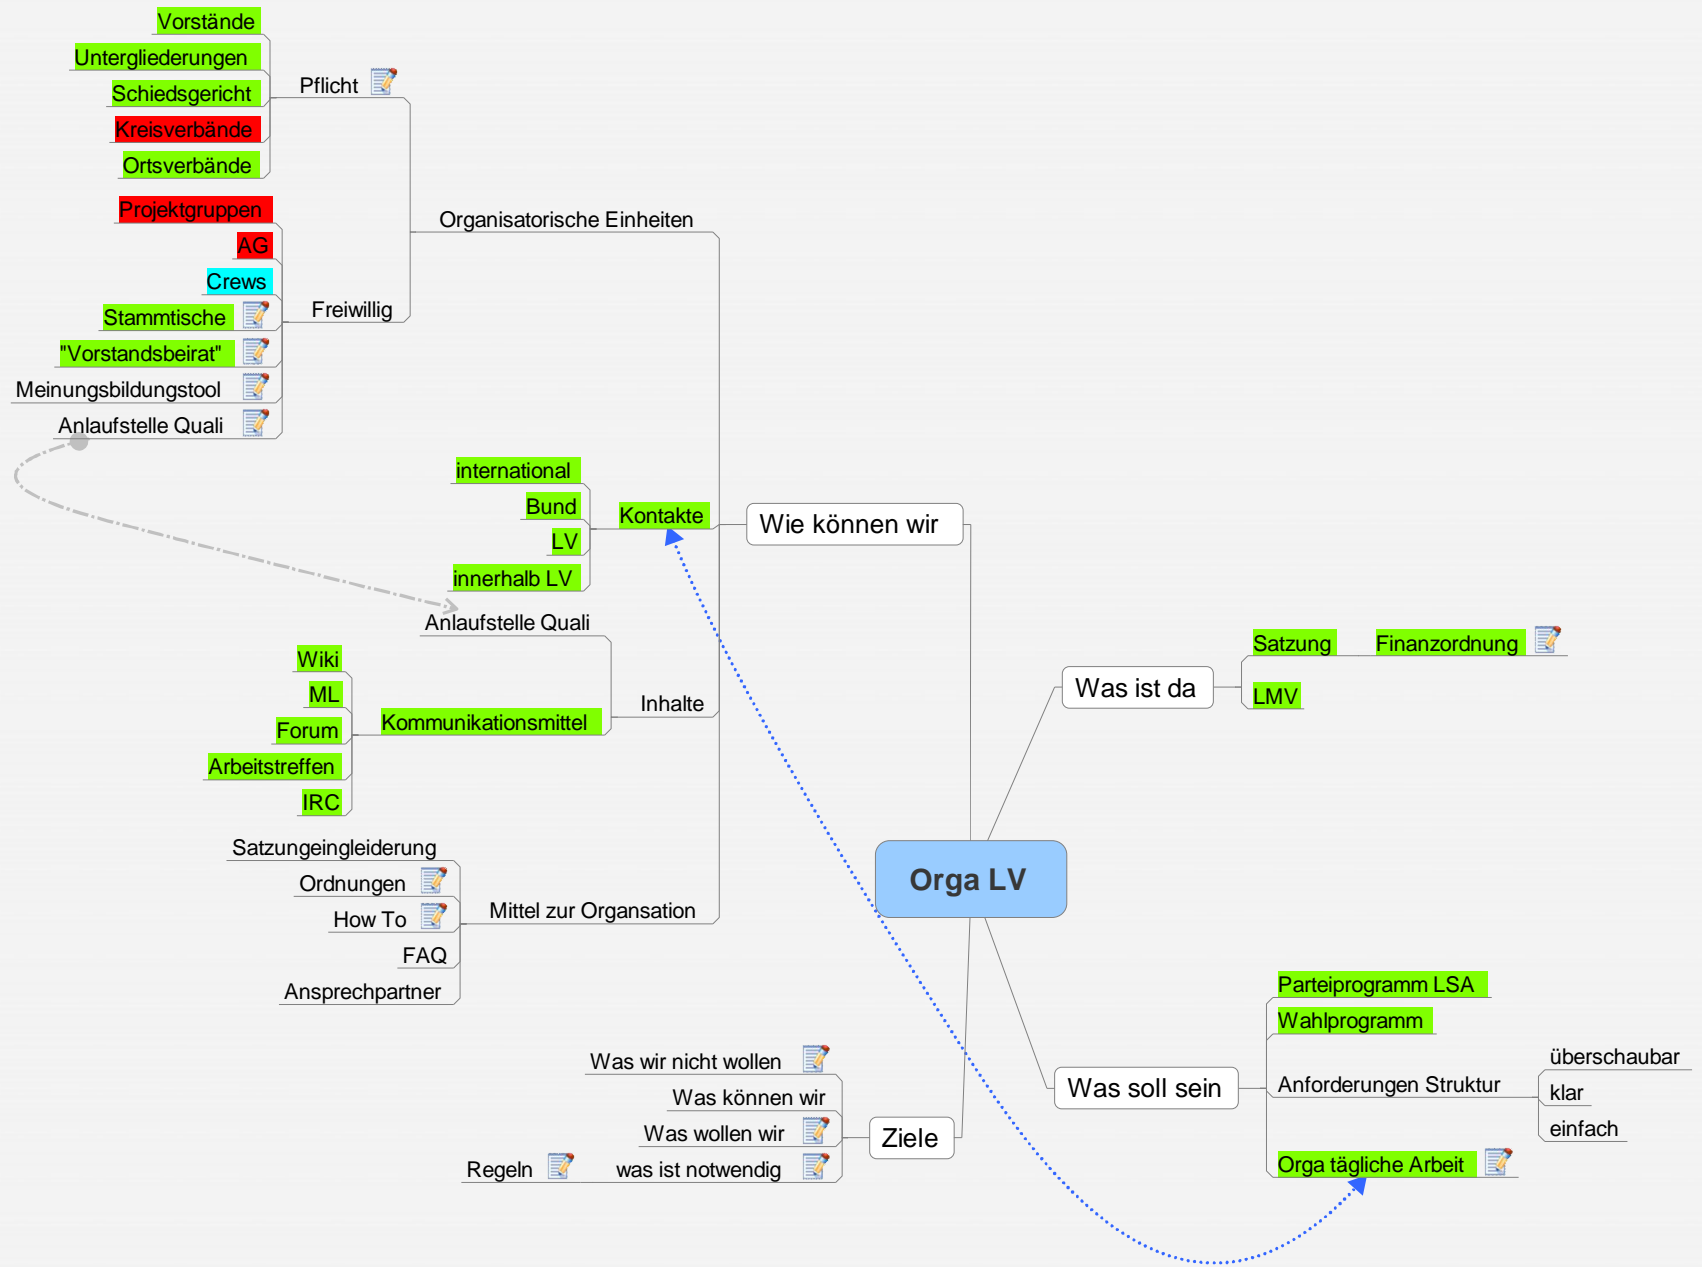 Vorstände
Untergliederungen
Schiedsgericht
Kreisverbände
Ortsverbände
Pflicht
Projektgruppen
AG
Crews
Stammtische
"Vorstandsbeirat"
Meinungsbildungstool
Anlaufstelle Quali
Freiwillig
Organisatorische Einheiten
international
Bund
LV
innerhalb LV
Kontakte
Wie können wir
Anlaufstelle Quali
Wiki
ML
Forum
Arbeitstreffen
IRC
Kommunikationsmittel
Inhalte
Satzungeingleiderung
Ordnungen
How To
FAQ
Ansprechpartner
Mittel zur Organsation
Orga LV
Was ist da
Satzung
Finanzordnung
LMV
Was soll sein
Parteiprogramm LSA
Wahlprogramm
Anforderungen Struktur
überschaubar
klar
einfach
Orga tägliche Arbeit
Was wir nicht wollen
Was können wir
Was wollen wir
Regeln
was ist notwendig
Ziele